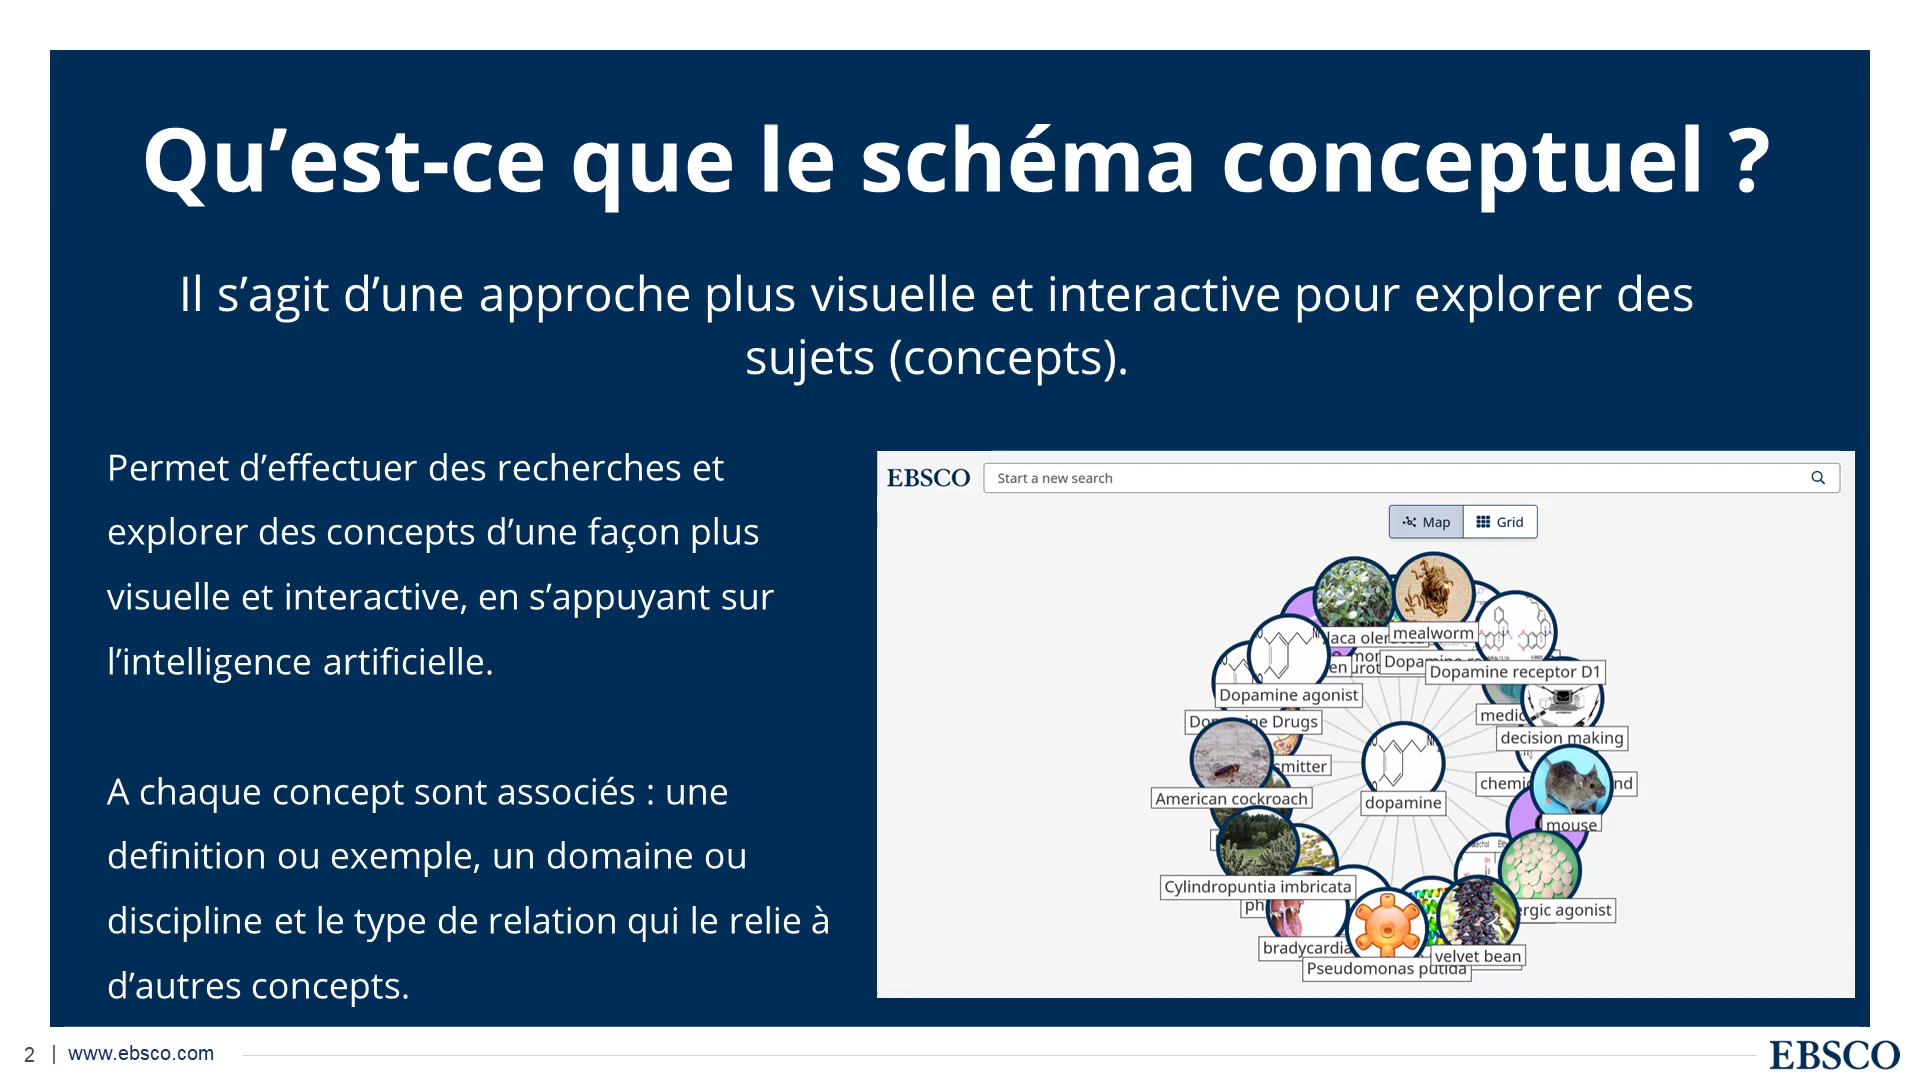 Qu’est-ce que le schéma conceptuel ?
Il s’agit d’une approche plus visuelle et interactive pour explorer des
sujets (concepts).
Permet d’effectuer des recherches et
explorer des concepts d’une façon plus
visuelle et interactive, en s’appuyant sur
l’intelligence artificielle.
A chaque concept sont associés : une
definition ou exemple, un domaine ou
discipline et le type de relation qui le relie à
d’autres concepts.
EBSCO
Start a new search
Map
Grid
mealworm
Dopamine receptor D1
Dopamine agonist
decision making
American cockroach
dopamine
mouse
Cylindropuntia imbricata
bradycardia
velvet bean
Pseudomonas putida
2 | www.ebsco.com
EBSCO